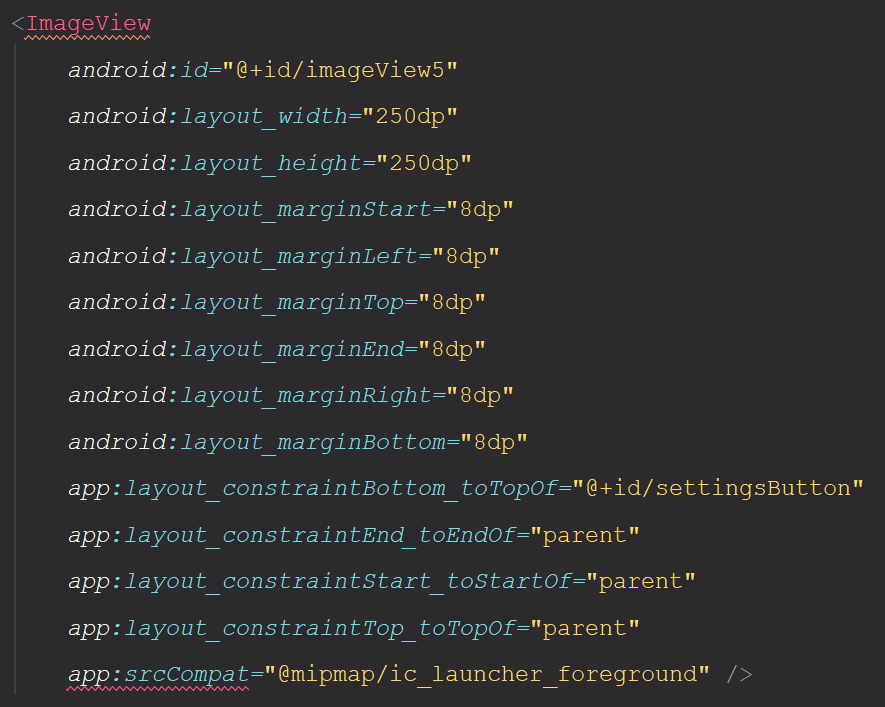 <ImageView
android:id="@+id/imageView5"
android:layout_width="250dp"
android:layout_height="250dp"
android:layout_marginStart="8dp"
android:layout_marginLeft="8dp"
android:layout_marginTop="8dp"
android:layout_marginEnd="8dp"
android:layout_marginRight="8dp"
android:layout_marginBottom="8dp"
app:layout_constraintBottom_toTopOf="@+id/settingsButton"
app:layout_constraintEnd_toEndOf="parent"
app:layout_constraintStart_toStartOf="parent"
app:layout_constraintTop_toTopOf="parent"
app:srcCompat="@mipmap/ic_launcher_foreground" />